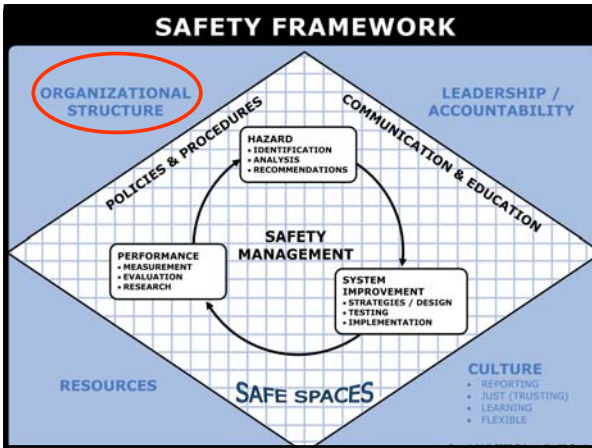 SAFETY FRAMEWORK
ORGANIZATIONAL
STRUCTURE
LEADERSHIP /
ACCOUNTABILITY
POLICIES & PROCEDURES
COMMUNICATION & EDUCATION
HAZARD
• IDENTIFICATION
• ANALYSIS
• RECOMMENDATIONS
SAFETY
MANAGEMENT
PERFORMANCE
• MEASUREMENT
• EVALUATION
• RESEARCH
SYSTEM
IMPROVEMENT
• STRATEGIES / DESIGN
• TESTING
• IMPLEMENTATION
RESOURCES
SAFE SPACES
CULTURE
• REPORTING
• JUST (TRUSTING)
• LEARNING
• FLEXIBLE